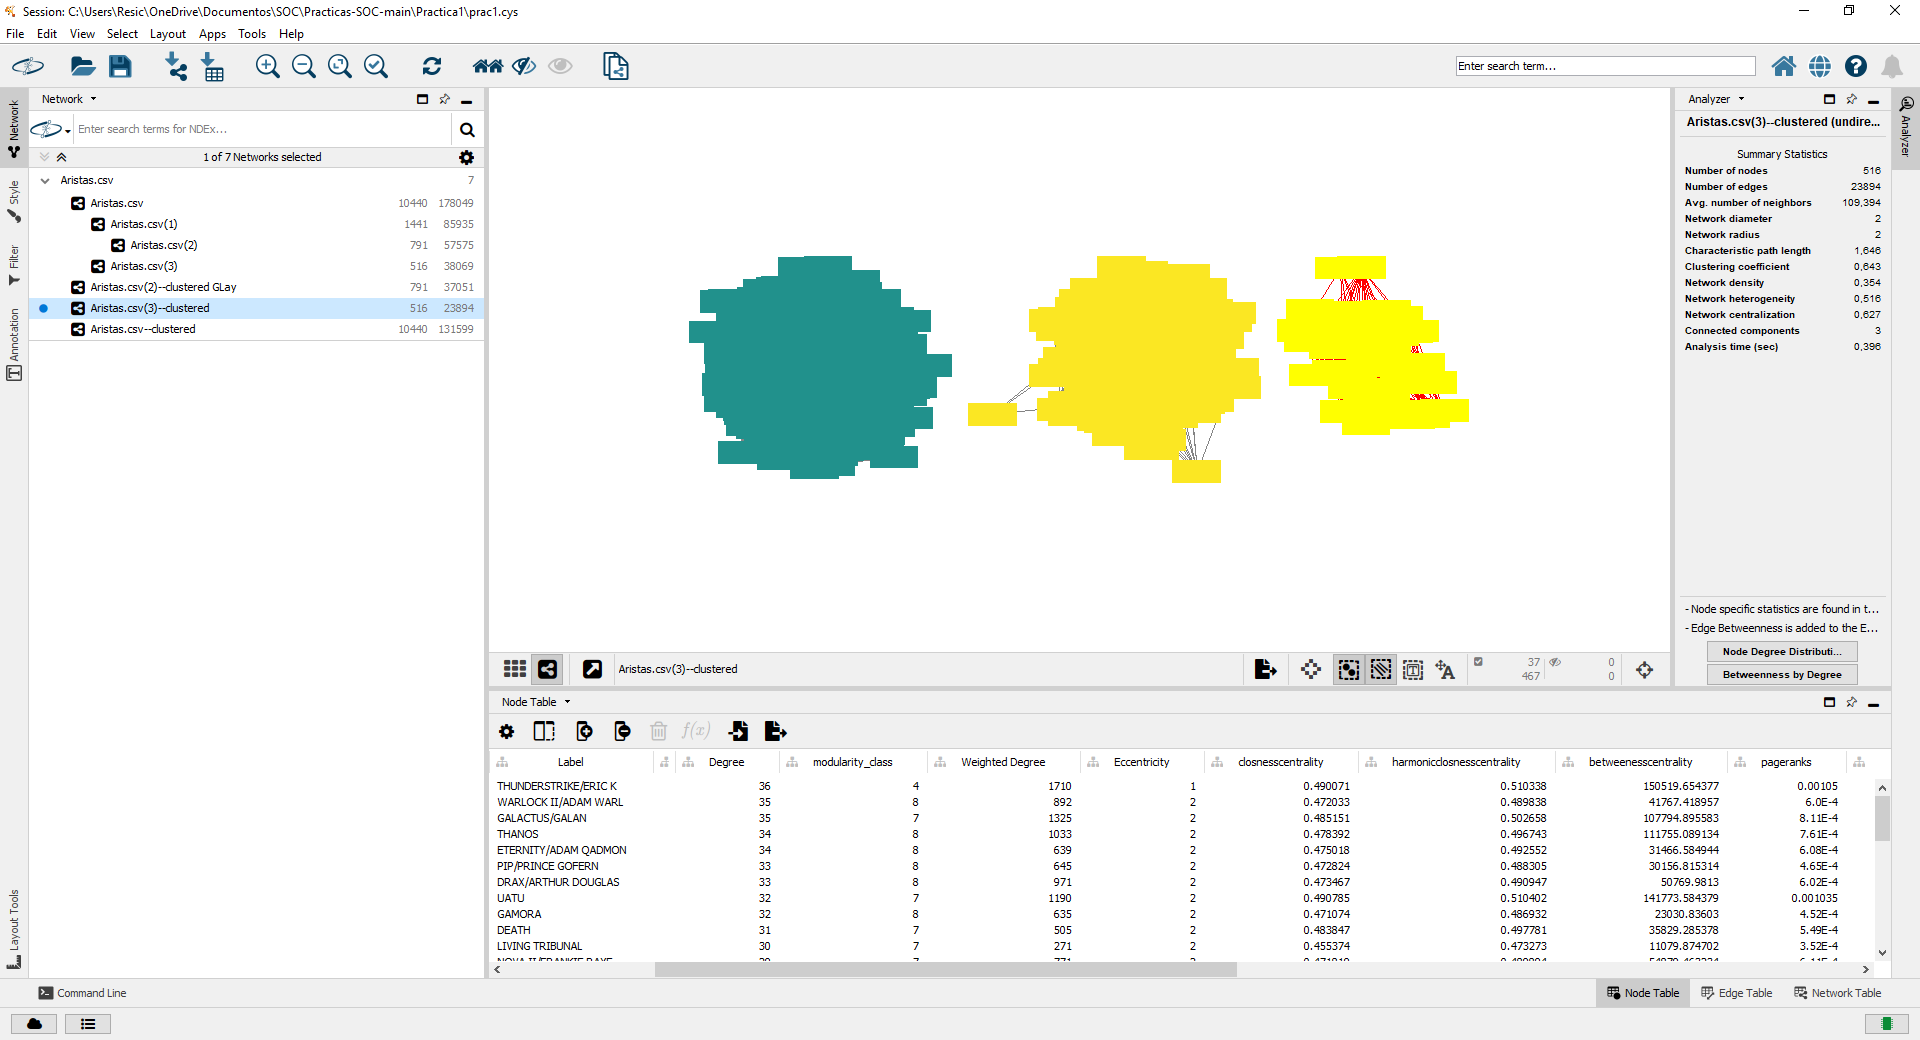 Session: C:\Users\Resic\OneDrive\Documentos\SOC\Practicas-SOC-main\Practica1\prac1.cys
File Edit View Select Layout Apps Tools Help
Enter search term...
Network
Style
Filter
Annotation
Layout Tools
Network
Enter search terms for NDEx...
1 of 7 Networks selected
Aristas.csv 7
Aristas.csv 10440 178049
Aristas.csv(1) 1441 85935
Aristas.csv(2) 791 57575
Aristas.csv(3) 516 38069
Aristas.csv(2)--clustered GLay 791 37051
Aristas.csv(3)--clustered 516 23894
Aristas.csv--clustered 10440 131599
Aristas.csv(3)--clustered
37
467
0
0
Analyzer
Analyzer
Aristas.csv(3)--clustered (undire...
Summary Statistics
Number of nodes 516
Number of edges 23894
Avg. number of neighbors 109,394
Network diameter 2
Network radius 2
Characteristic path length 1,646
Clustering coefficient 0,643
Network density 0,354
Network heterogeneity 0,516
Network centralization 0,627
Connected components 3
Analysis time (sec) 0,396
- Node specific statistics are found in t...
- Edge Betweenness is added to the E...
Node Degree Distributi...
Betweenness by Degree
Node Table
f(x)
Label Degree modularity_class Weighted Degree Eccentricity closnesscentrality harmonicclosnesscentrality betweenesscentrality pageranks
THUNDERSTRIKE/ERIC K 36 4 1710 1 0.490071 0.510338 150519.654377 0.00105
WARLOCK II/ADAM WARL 35 8 892 2 0.472033 0.489838 41767.418957 6.0E-4
GALACTUS/GALAN 35 7 1325 2 0.485151 0.502658 107794.895583 8.11E-4
THANOS 34 8 1033 2 0.478392 0.496743 111755.089134 7.61E-4
ETERNITY/ADAM QADMON 34 8 639 2 0.475018 0.492552 31466.584944 6.08E-4
PIP/PRINCE GOFERN 33 8 645 2 0.472824 0.488305 30156.815314 4.65E-4
DRAX/ARTHUR DOUGLAS 33 8 971 2 0.473467 0.490947 50769.9813 6.02E-4
UATU 32 7 1190 2 0.490785 0.510402 141773.584379 0.001035
GAMORA 32 8 635 2 0.471074 0.486932 23030.83603 4.52E-4
DEATH 31 7 505 2 0.483847 0.497781 35829.285378 5.49E-4
LIVING TRIBUNAL 30 7 271 2 0.455374 0.473273 11079.874702 3.52E-4
Command Line
Node Table Edge Table Network Table